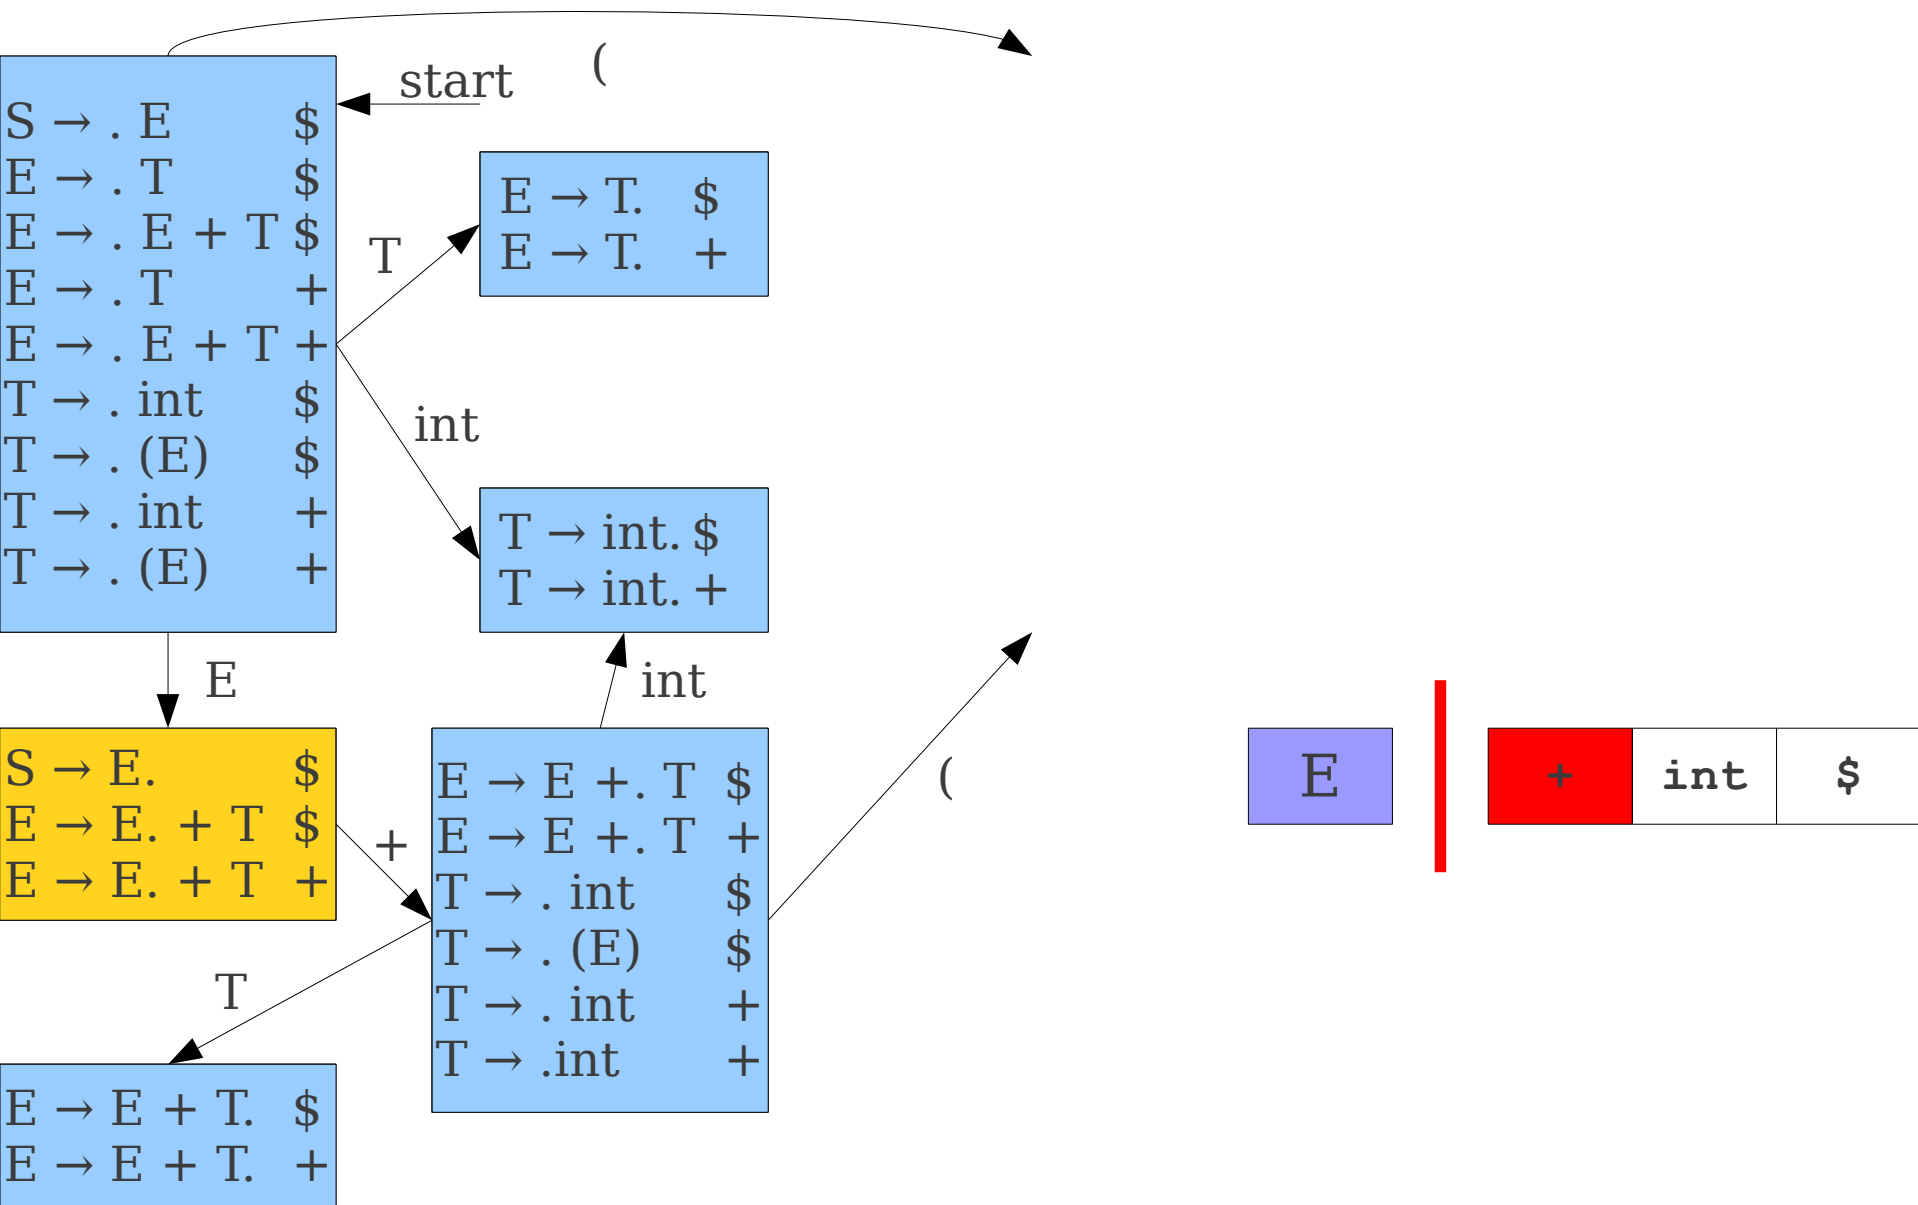 (
start
S → . E $
E → . T $
E → . E + T $
E → . T +
E → . E + T +
T → . int $
T → . (E) $
T → . int +
T → . (E) +
T
E → T. $
E → T. +
int
T → int. $
T → int. +
E
int
S → E. $
E → E. + T $
E → E. + T +
+
E → E +. T $
E → E +. T +
T → . int $
T → . (E) $
T → . int +
T → .int +
(
E + int $
T
E → E + T. $
E → E + T. +